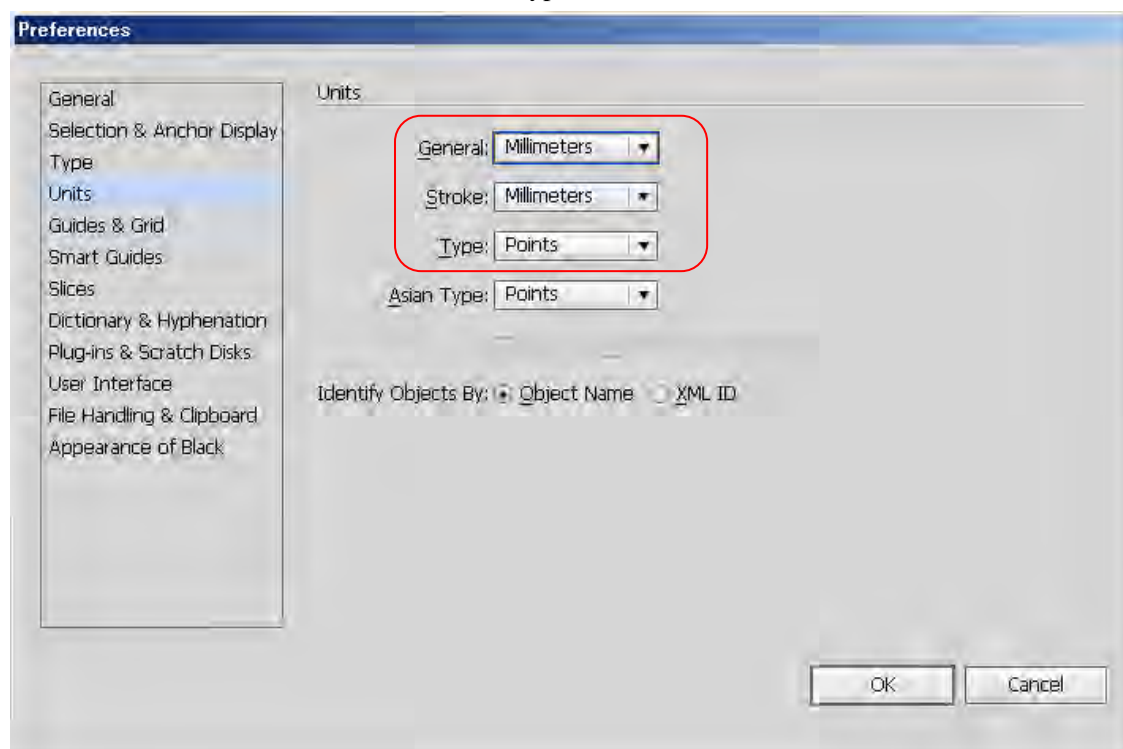 Preferences
General
Selection & Anchor Display
Type
Units
Guides & Grid
Smart Guides
Slices
Dictionary & Hyphenation
Plug-ins & Scratch Disks
User Interface
File Handling & Clipboard
Appearance of Black
Units
General: Millimeters
Stroke: Millimeters
Type: Points
Asian Type: Points
Identify Objects By: Object Name XML ID
OK Cancel